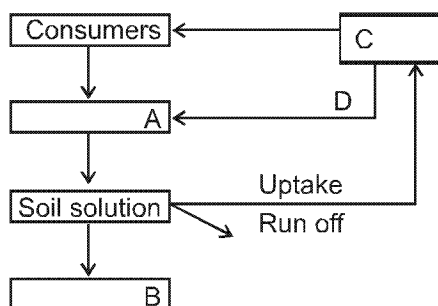 Consumers
C
A
D
Soil solution
Uptake
Run off
B